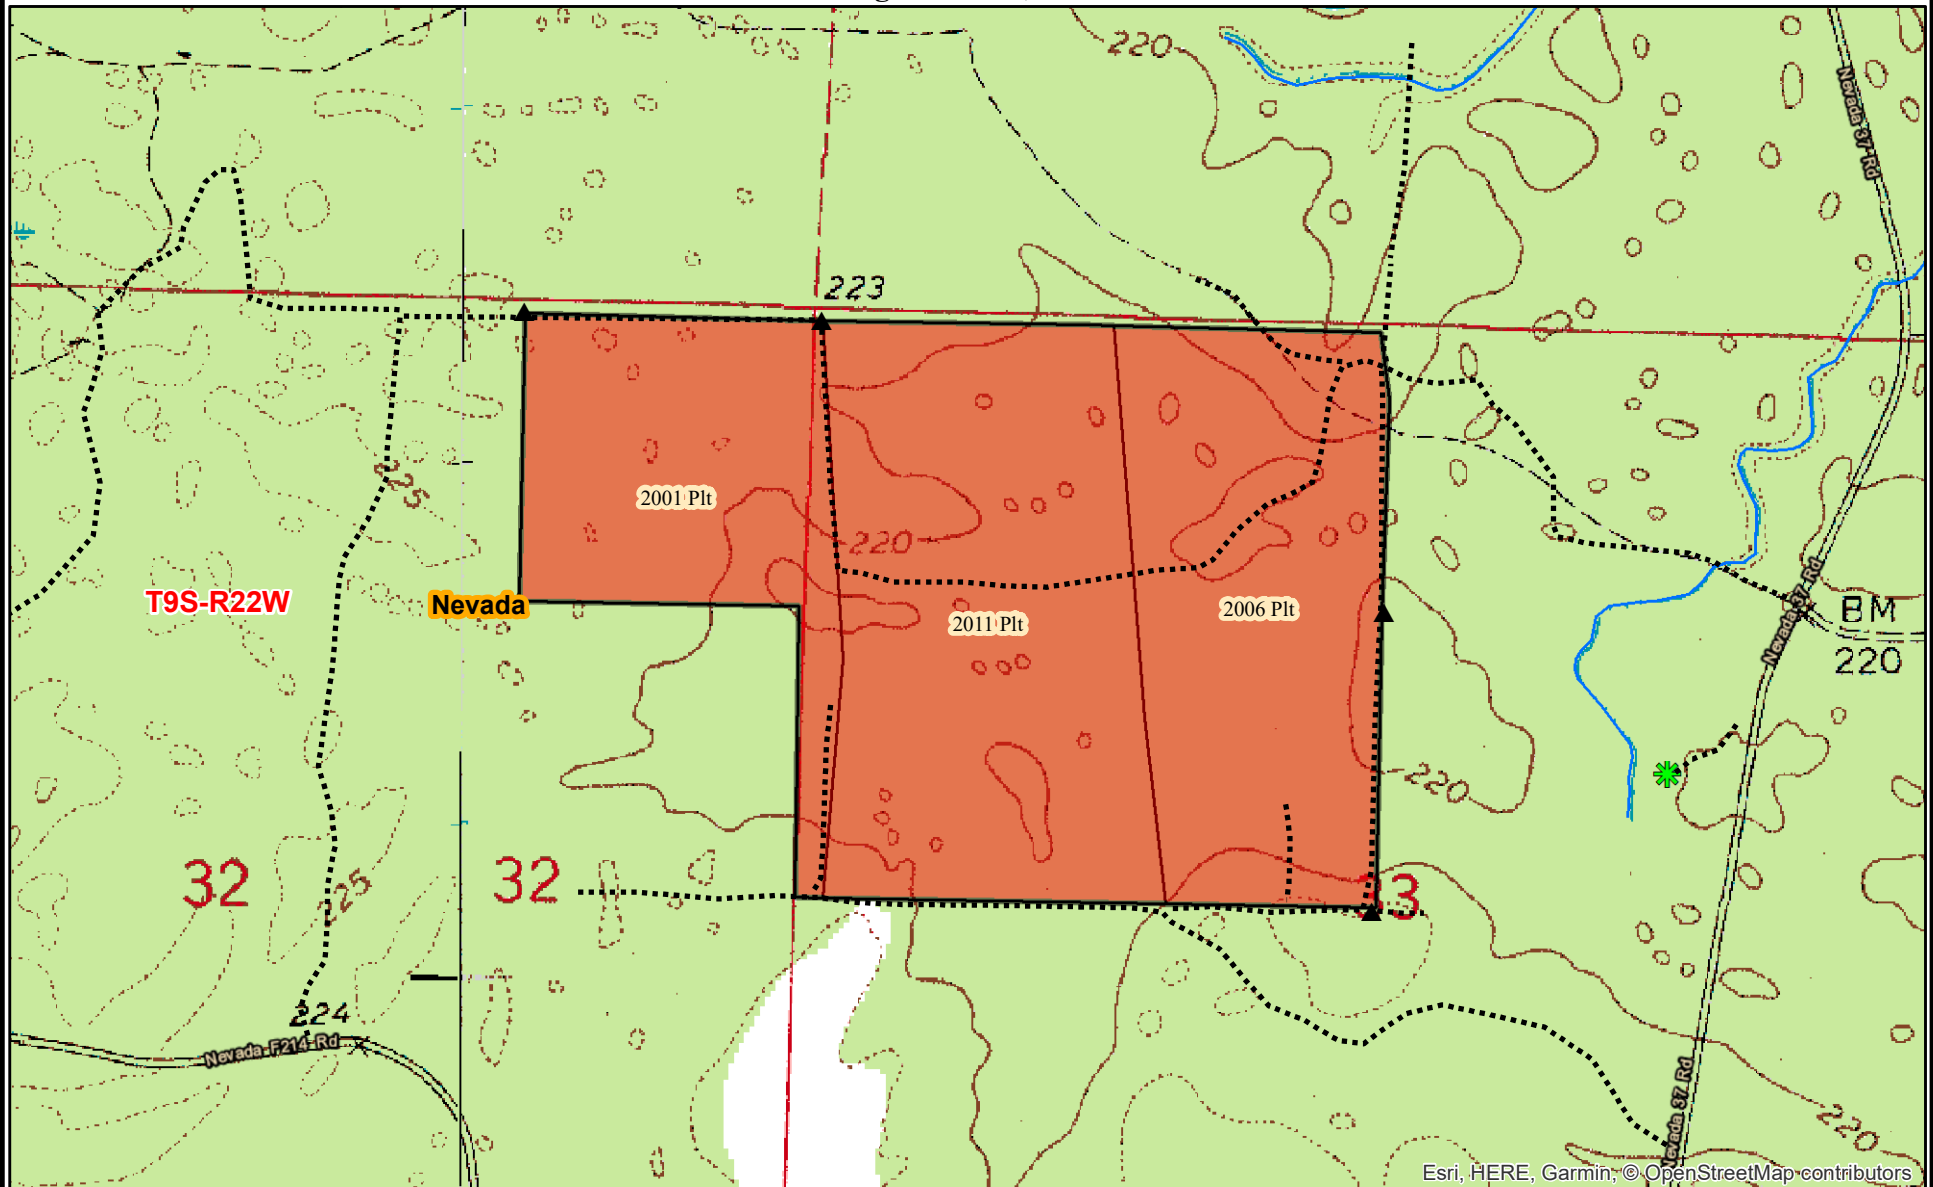 220
Nevada 37 Rd
223
225
2001 Plt
220
T9S-R22W
Nevada
2011 Plt
2006 Plt
Nevada 37 Rd
BM
220
220
32
32
225
33
224
Nevada-F214-Rd
Nevada 37 Rd
220
Esri, HERE, Garmin, © OpenStreetMap contributors